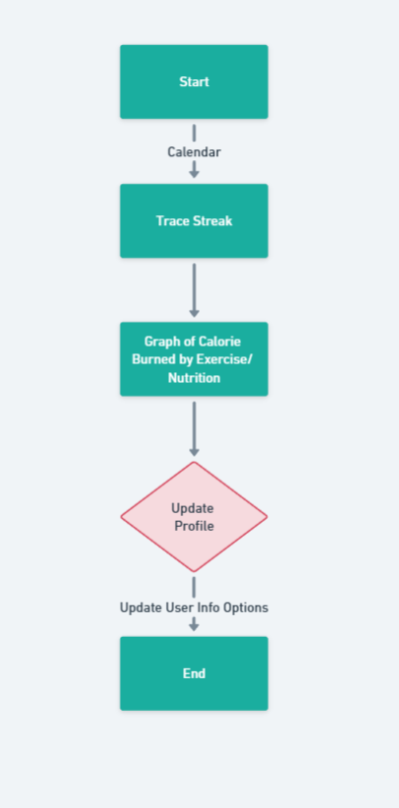 Start
Calendar
Trace Streak
Graph of Calorie
Burned by Exercise/
Nutrition
Update
Profile
Update User Info Options
End